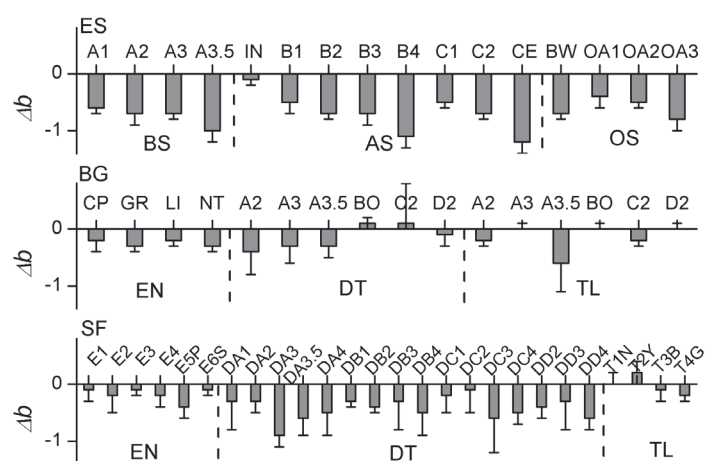 ES
A1 A2 A3 A3.5 IN B1 B2 B3 B4 C1 C2 CE BW OA1 OA2 OA3
0
Δb
-1
BS AS OS
BG
CP GR LI NT A2 A3 A3.5 BO C2 D2 A2 A3 A3.5 BO C2 D2
0
Δb
-1
EN DT TL
SF
E1 E2 E3 E4 E5P E6S DA1 DA2 DA3 DA3.5 DA4 DB1 DB2 DB3 DB4 DC1 DC2 DC3 DC4 DD2 DD3 DD4 T1N T2Y T3B T4G
0
Δb
-1
EN DT TL